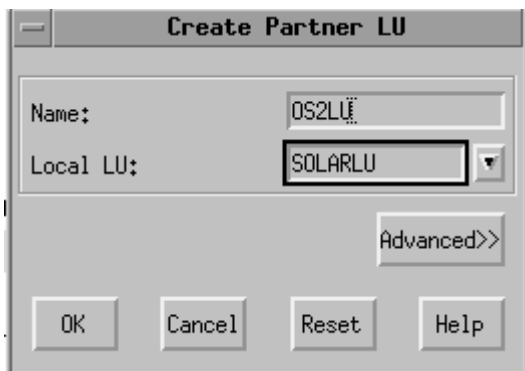 Create Partner LU
Name: OS2LU
Local LU: SOLARLU
Advanced>>
OK Cancel Reset Help